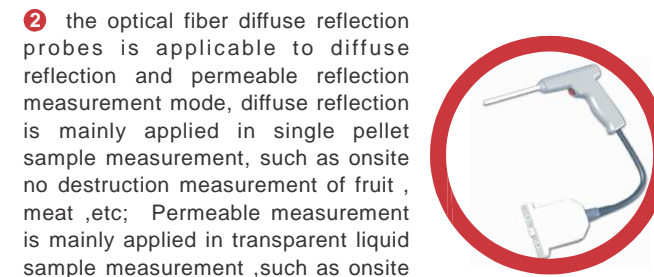 2 the optical fiber diffuse reflection
probes is applicable to diffuse
reflection and permeable reflection
measurement mode, diffuse reflection
is mainly applied in single pellet
sample measurement, such as onsite
no destruction measurement of fruit ,
meat ,etc; Permeable measurement
is mainly applied in transparent liquid
sample measurement ,such as onsite